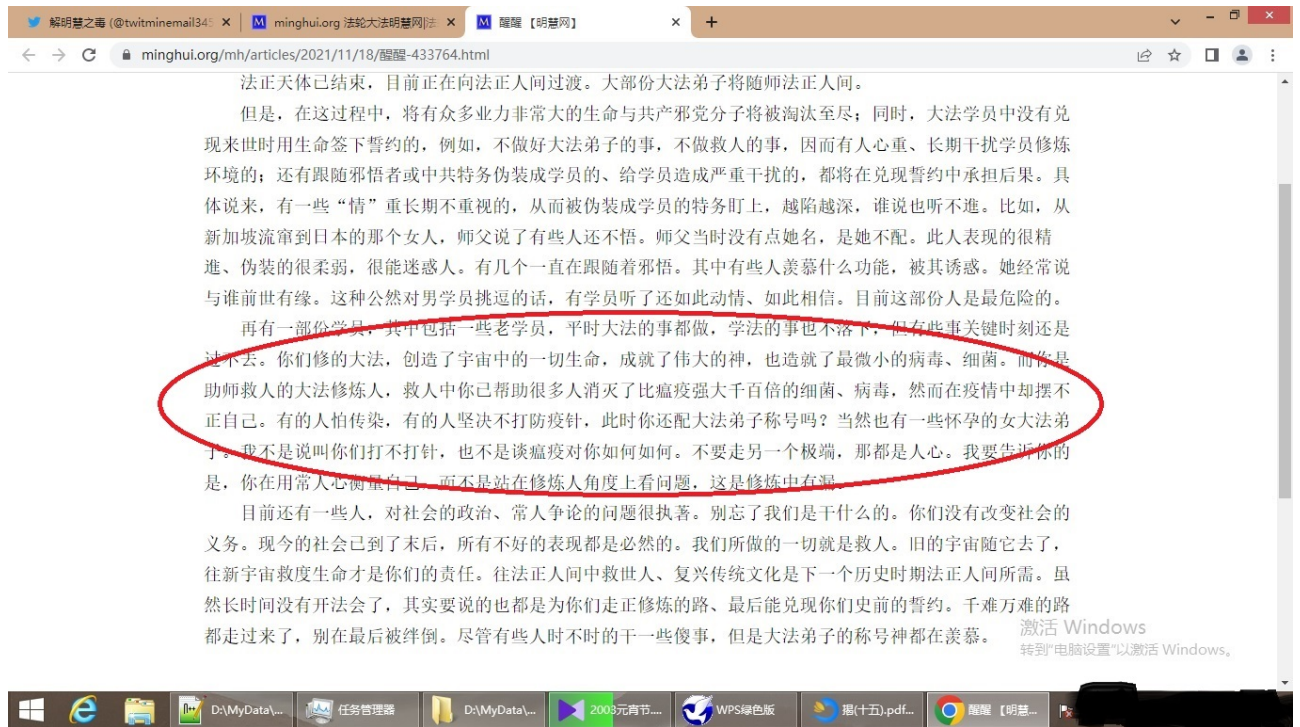 解明慧之毒 (@twitminemail345
minghui.org 法轮大法明慧网|法
醒醒 【明慧网】
minghui.org/mh/articles/2021/11/18/醒醒-433764.html
法正天体已结束，目前正在向法正人间过渡。大部份大法弟子将随师法正人间。
但是，在这过程中，将有众多业力非常大的生命与共产邪党分子将被淘汰至尽；同时，大法学员中没有兑
现来世时用生命签下誓约的，例如，不做好大法弟子的事，不做救人的事，因而有人心重、长期干扰学员修炼
环境的；还有跟随邪悟者或中共特务伪装成学员的、给学员造成严重干扰的，都将在兑现誓约中承担后果。具
体说来，有一些“情”重长期不重视的，从而被伪装成学员的特务盯上，越陷越深，谁说也听不進。比如，从
新加坡流窜到日本的那个女人，师父说了有些人还不悟。师父当时没有点她名，是她不配。此人表现的很精
進、伪装的很柔弱，很能迷惑人。有几个一直在跟随着邪悟。其中有些人羡慕什么功能，被其诱惑。她经常说
与谁前世有缘。这种公然对男学员挑逗的话，有学员听了还如此动情、如此相信。目前这部份人是最危险的。
再有一部份学员，其中包括一些老学员，平时大法的事都做，学法的事也不落下，但有些事关键时刻还是
过不去。你们修的大法，创造了宇宙中的一切生命，成就了伟大的神，也造就了最微小的病毒、细菌。而你是
助师救人的大法修炼人，救人中你已帮助很多人消灭了比瘟疫强大千百倍的细菌、病毒，然而在疫情中却摆不
正自己。有的人怕传染，有的人坚决不打防疫针，此时你还配大法弟子称号吗？当然也有一些怀孕的女大法弟
子。我不是说叫你们打不打针，也不是谈瘟疫对你如何如何。不要走另一个极端，那都是人心。我要告诉你的
是，你在用常人心衡量自己，而不是站在修炼人角度上看问题，这是修炼中有漏。
目前还有一些人，对社会的政治、常人争论的问题很执著。别忘了我们是干什么的。你们没有改变社会的
义务。现今的社会已到了末后，所有不好的表现都是必然的。我们所做的一切就是救人。旧的宇宙随它去了，
往新宇宙救度生命才是你们的责任。往法正人间中救世人、复兴传统文化是下一个历史时期法正人间所需。虽
然长时间没有开法会了，其实要说的也都是为你们走正修炼的路、最后能兑现你们史前的誓约。千难万难的路
都走过来了，别在最后被绊倒。尽管有些人时不时的干一些傻事，但是大法弟子的称号神都在羡慕。
激活 Windows
转到"电脑设置"以激活 Windows。
D:\MyData\...
任务管理器
D:\MyData\...
2003元宵节....
WPS绿色版
揭(十五).pdf...
醒醒 【明慧...